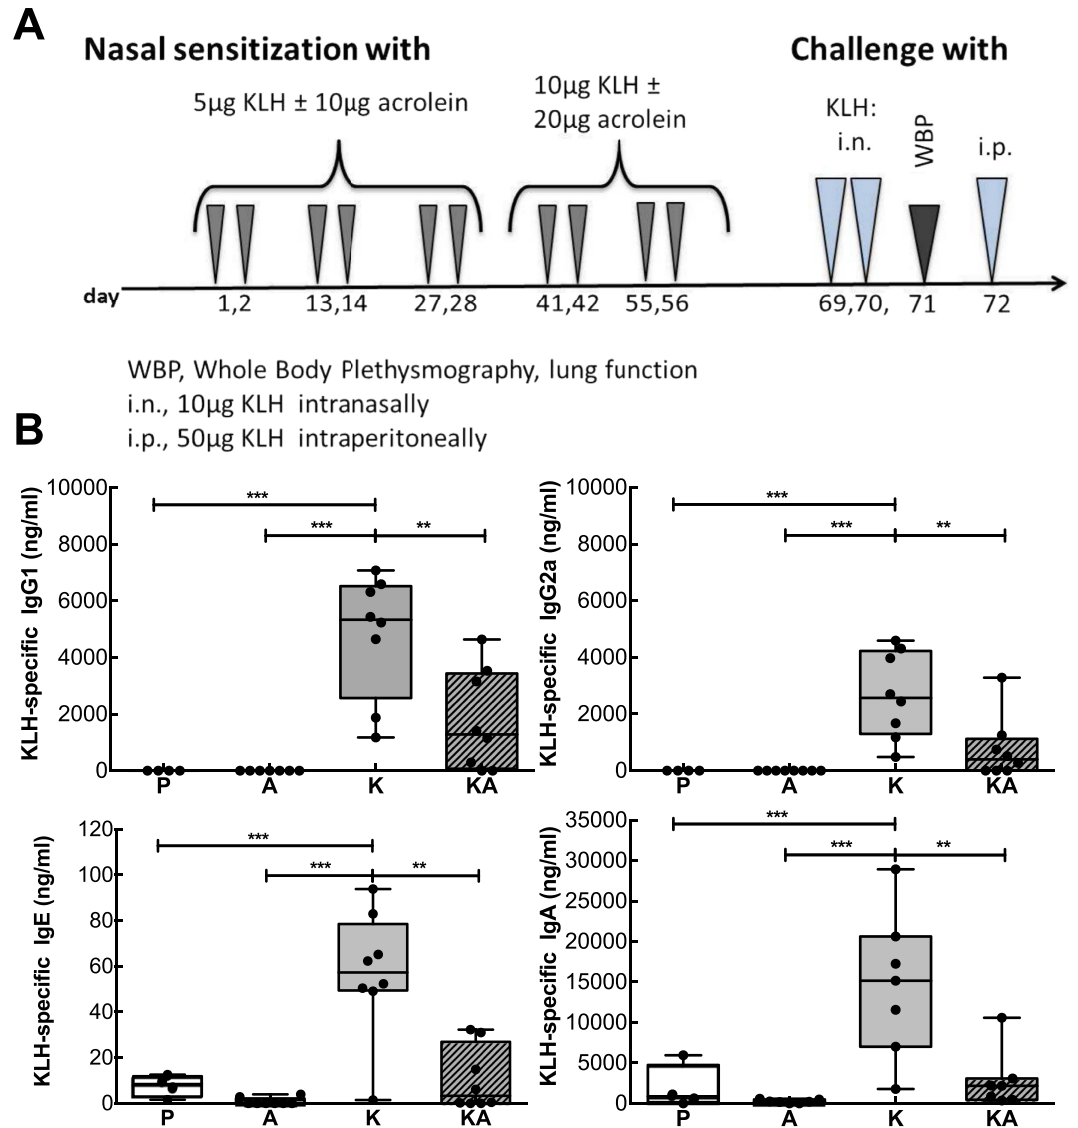 A
Nasal sensitization with
Challenge with
5µg KLH ± 10µg acrolein
10µg KLH ±
20µg acrolein
KLH:
i.n.
WBP
i.p.
day
1,2
13,14
27,28
41,42
55,56
69,70,
71
72
WBP, Whole Body Plethysmography, lung function
i.n., 10µg KLH intranasally
i.p., 50µg KLH intraperitoneally
B
KLH-specific IgG1 (ng/ml)
10000
8000
6000
4000
2000
0
***
***
**
P
A
K
KA
KLH-specific IgG2a (ng/ml)
10000
8000
6000
4000
2000
0
***
***
**
P
A
K
KA
KLH-specific IgE (ng/ml)
120
100
80
60
40
20
0
***
***
**
P
A
K
KA
KLH-specific IgA (ng/ml)
35000
30000
25000
20000
15000
10000
5000
0
***
***
**
P
A
K
KA